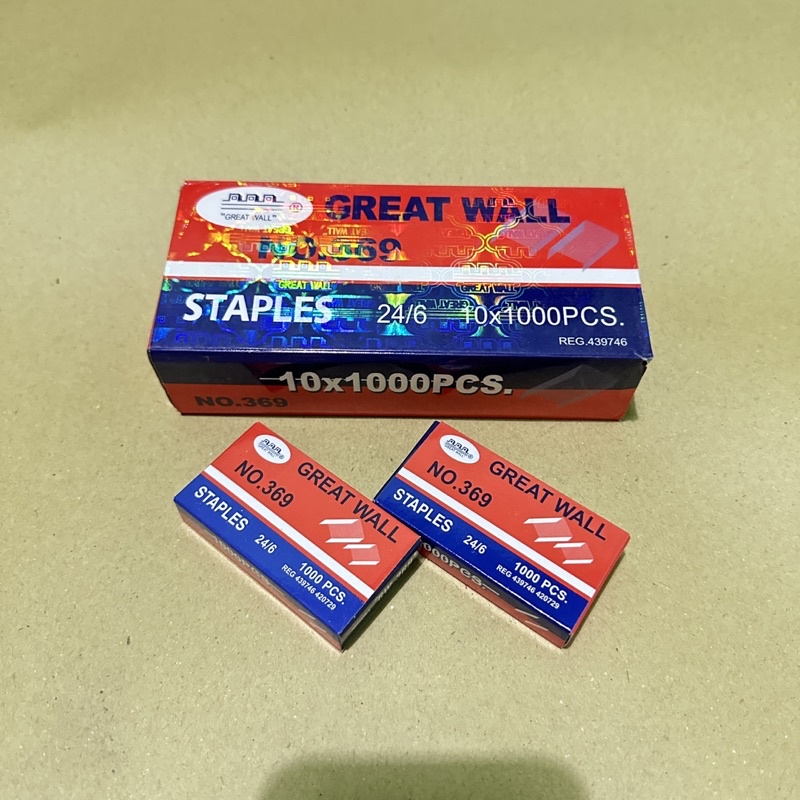 "GREAT WALL" ®
GREAT WALL
NO.369
GREAT WALL
STAPLES 24/6 10x1000PCS.
REG.439746
10x1000PCS.
NO.369
GREAT WALL
NO.369
STAPLES 24/6 1000 PCS.
REG 439746 420729
GREAT WALL
NO.369
STAPLES 24/6 1000 PCS.
REG 439746 420729